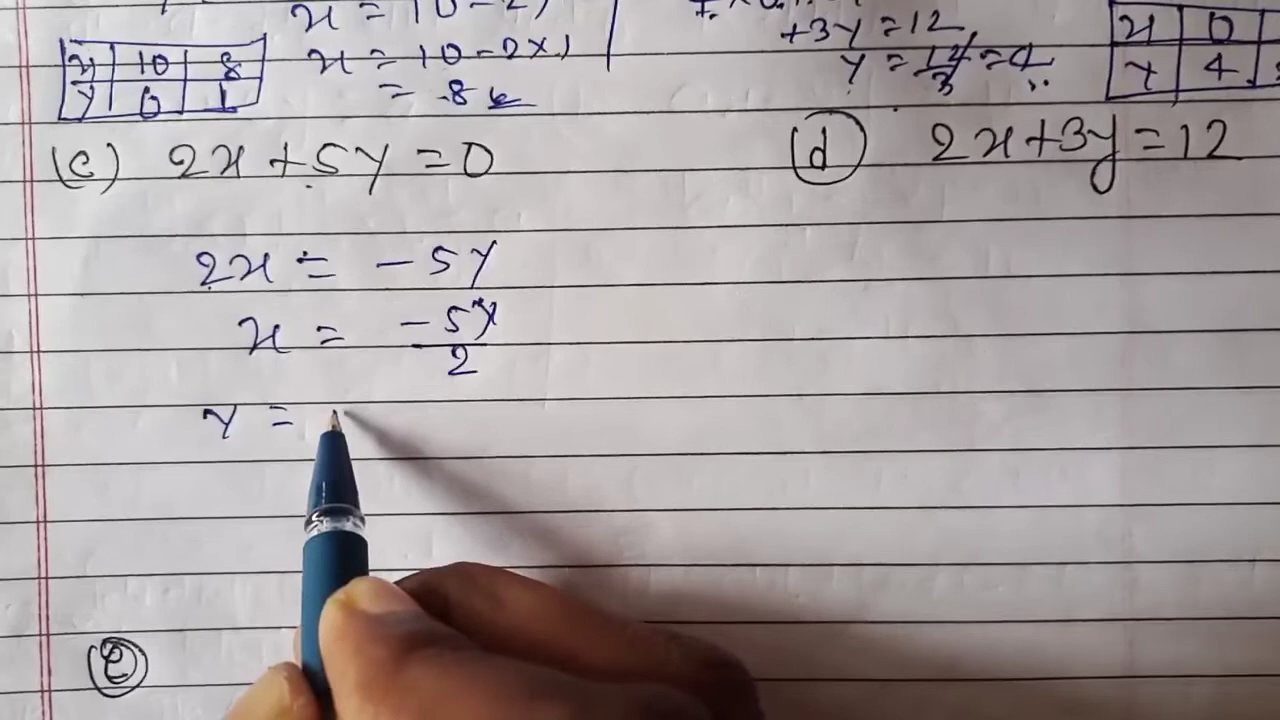 x = 10 - 2
x = 10 - 2 x 1
= 8
x 10 8
y 0 1
+3y = 12
y = 12/3 = 4
x 0
y 4
(c) 2x + 5y = 0
2x = - 5y
x = -5y/2
y =
(d) 2x + 3y = 12
(e)